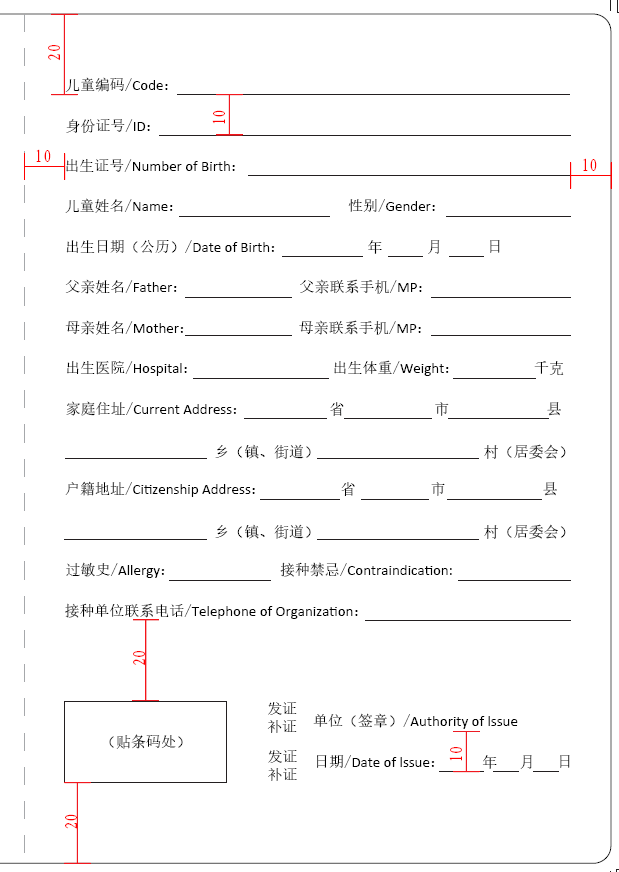 20
儿童编码/Code:
10
身份证号/ID:
10
出生证号/Number of Birth:
10
儿童姓名/Name: 性别/Gender:
出生日期（公历）/Date of Birth: 年 月 日
父亲姓名/Father: 父亲联系手机/MP:
母亲姓名/Mother: 母亲联系手机/MP:
出生医院/Hospital: 出生体重/Weight: 千克
家庭住址/Current Address: 省 市 县
乡（镇、街道） 村（居委会）
户籍地址/Citizenship Address: 省 市 县
乡（镇、街道） 村（居委会）
过敏史/Allergy: 接种禁忌/Contraindication:
接种单位联系电话/Telephone of Organization:
20
（贴条码处）
发证
补证
单位（签章）/Authority of Issue
发证
补证
日期/Date of Issue: 年 月 日
10
20